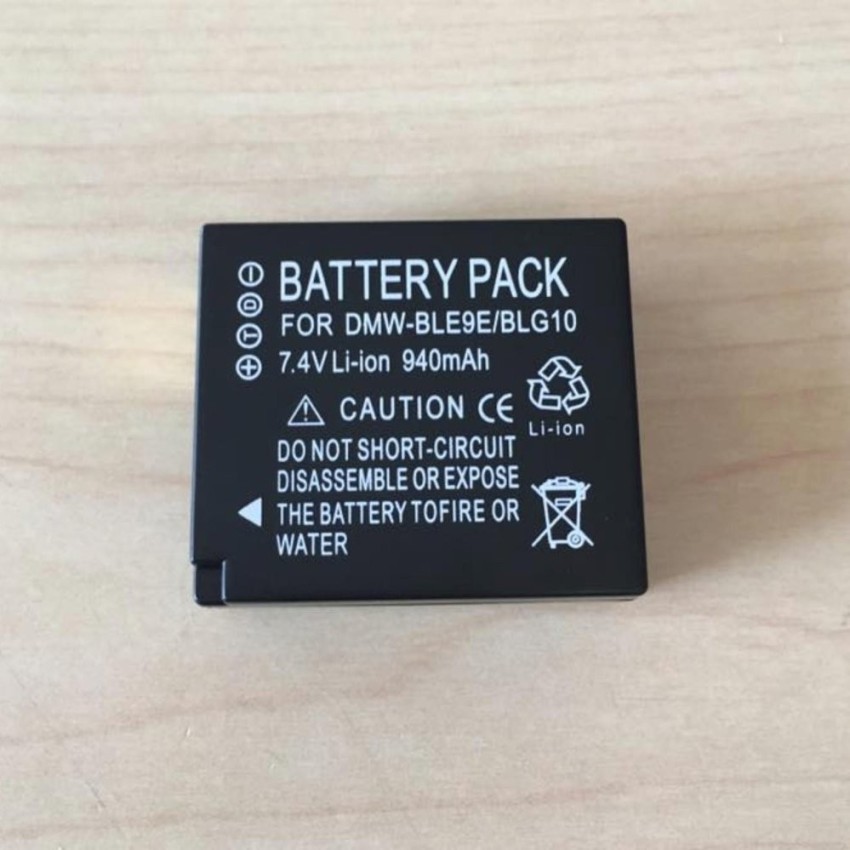 BATTERY PACK
FOR DMW-BLE9E/BLG10
7.4V Li-ion 940mAh
CAUTION CE
Li-ion
DO NOT SHORT-CIRCUIT
DISASSEMBLE OR EXPOSE
THE BATTERY TOFIRE OR
WATER
− D T +